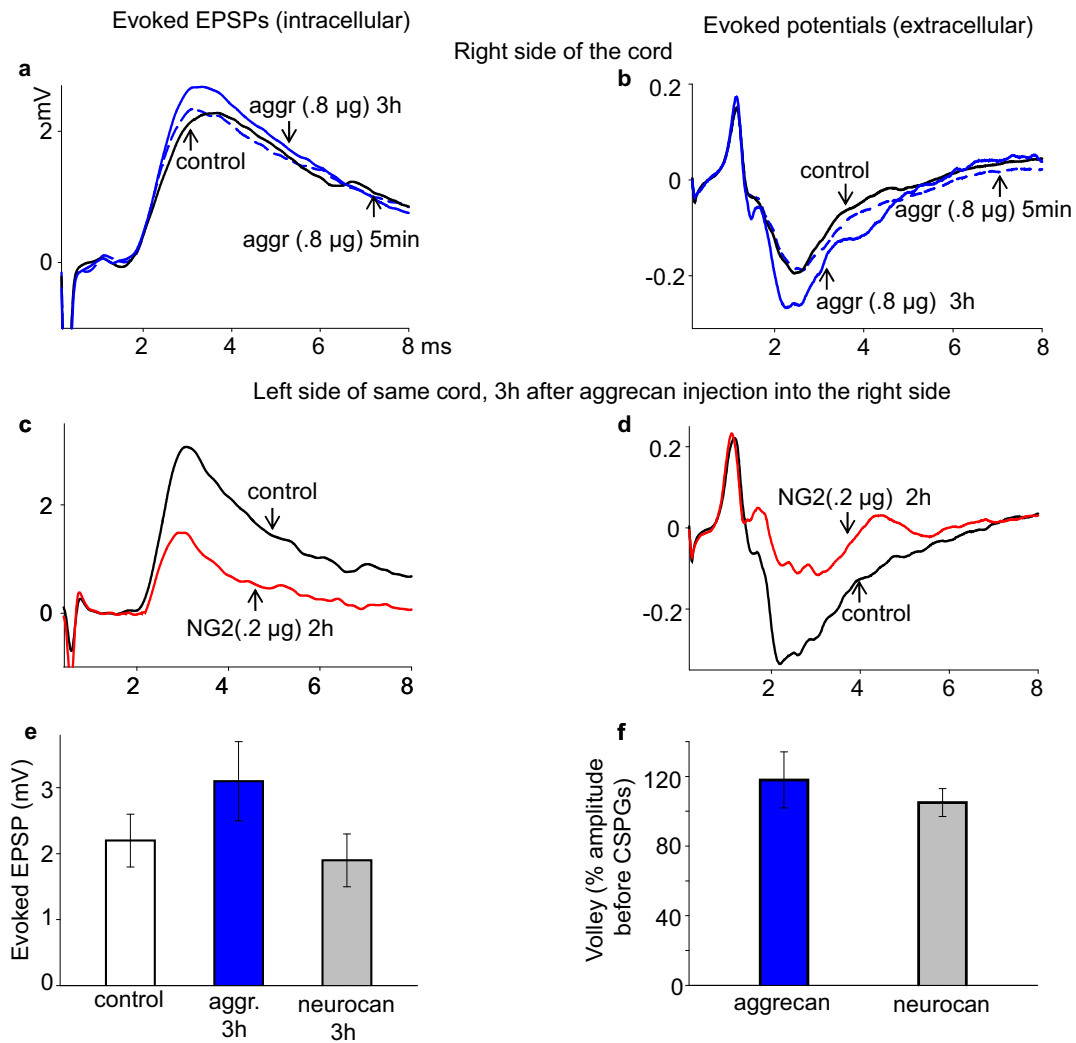 Evoked EPSPs (intracellular)
Evoked potentials (extracellular)
Right side of the cord
a
mV
2
0
aggr (.8 µg) 3h
control
aggr (.8 µg) 5min
2
4
6
8 ms
b
0.2
0
-0.2
control
aggr (.8 µg) 5min
aggr (.8 µg) 3h
2
4
6
8
Left side of same cord, 3h after aggrecan injection into the right side
c
2
0
control
NG2(.2 µg) 2h
2
4
6
8
d
0.2
0
-0.2
NG2(.2 µg) 2h
control
2
4
6
8
e
Evoked EPSP (mV)
3
2
1
0
control
aggr.
3h
neurocan
3h
f
Volley (% amplitude
before CSPGs)
120
80
40
0
aggrecan
neurocan